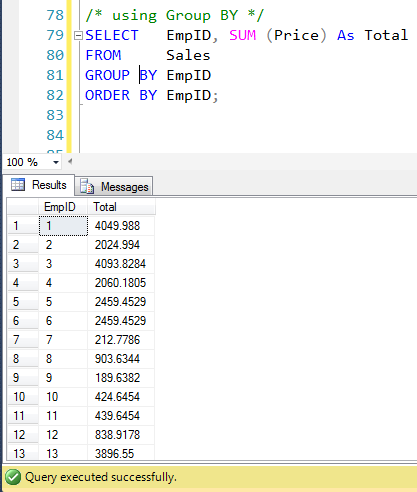 78 /* using Group BY */
79 SELECT EmpID, SUM (Price) As Total
80 FROM Sales
81 GROUP BY EmpID
82 ORDER BY EmpID;
83
84
100 %
Results Messages
EmpID Total
1 1 4049.988
2 2 2024.994
3 3 4093.8284
4 4 2060.1805
5 5 2459.4529
6 6 2459.4529
7 7 212.7786
8 8 903.6344
9 9 189.6382
10 10 424.6454
11 11 439.6454
12 12 838.9178
13 13 3896.55
Query executed successfully.